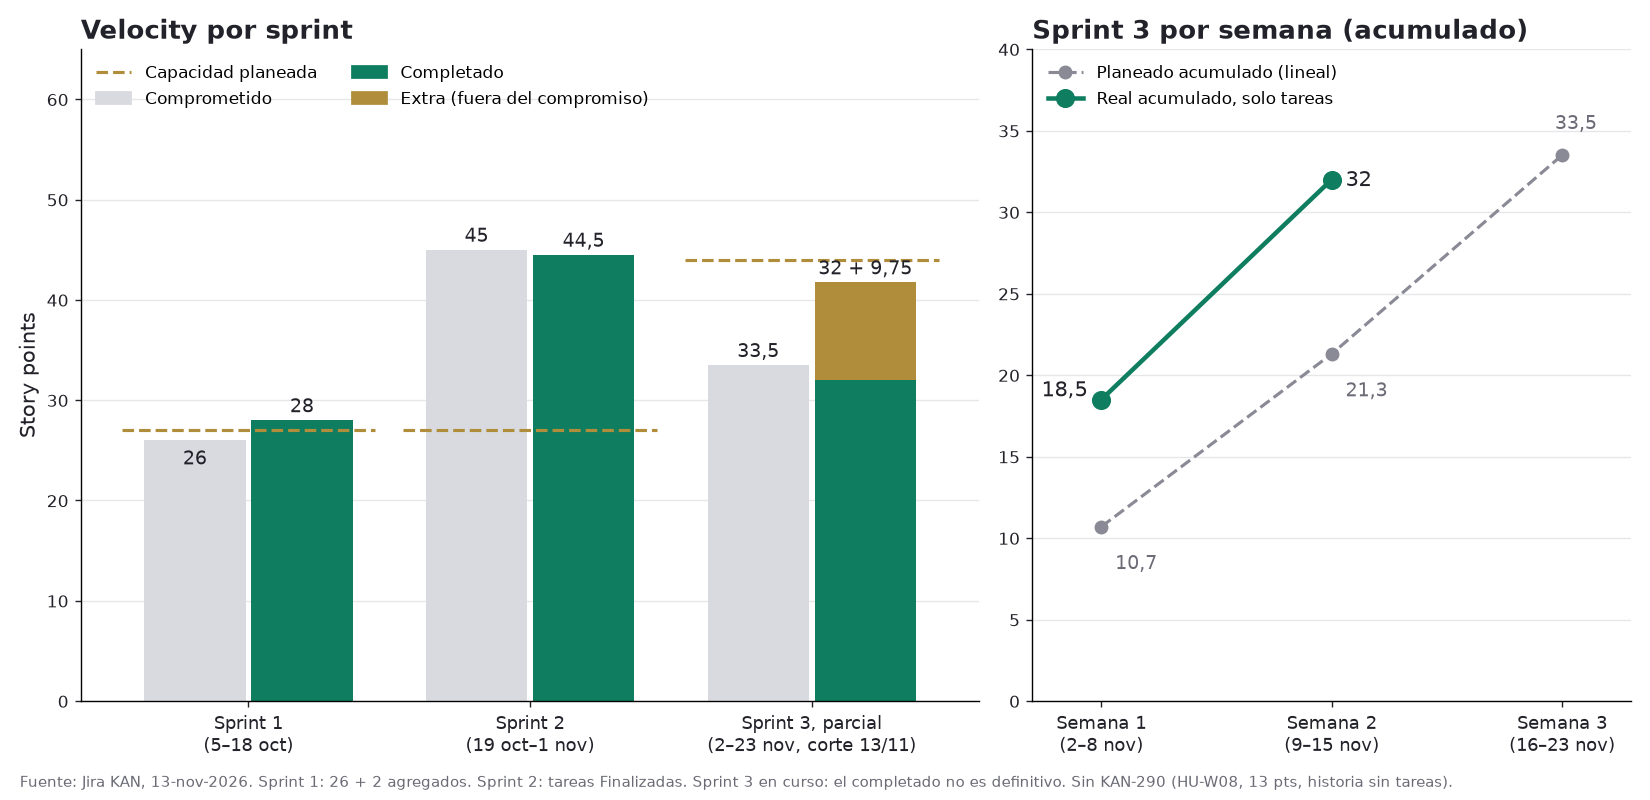 Velocity por sprint
Capacidad planeada
Comprometido
Completado
Extra (fuera del compromiso)
Story points
60
50
40
30
20
10
0
26
28
45
44,5
33,5
32 + 9,75
Sprint 1
(5–18 oct)
Sprint 2
(19 oct–1 nov)
Sprint 3, parcial
(2–23 nov, corte 13/11)
Sprint 3 por semana (acumulado)
Planeado acumulado (lineal)
Real acumulado, solo tareas
40
35
30
25
20
15
10
5
0
18,5
32
10,7
21,3
33,5
Semana 1
(2–8 nov)
Semana 2
(9–15 nov)
Semana 3
(16–23 nov)
Fuente: Jira KAN, 13-nov-2026. Sprint 1: 26 + 2 agregados. Sprint 2: tareas Finalizadas. Sprint 3 en curso: el completado no es definitivo. Sin KAN-290 (HU-W08, 13 pts, historia sin tareas).